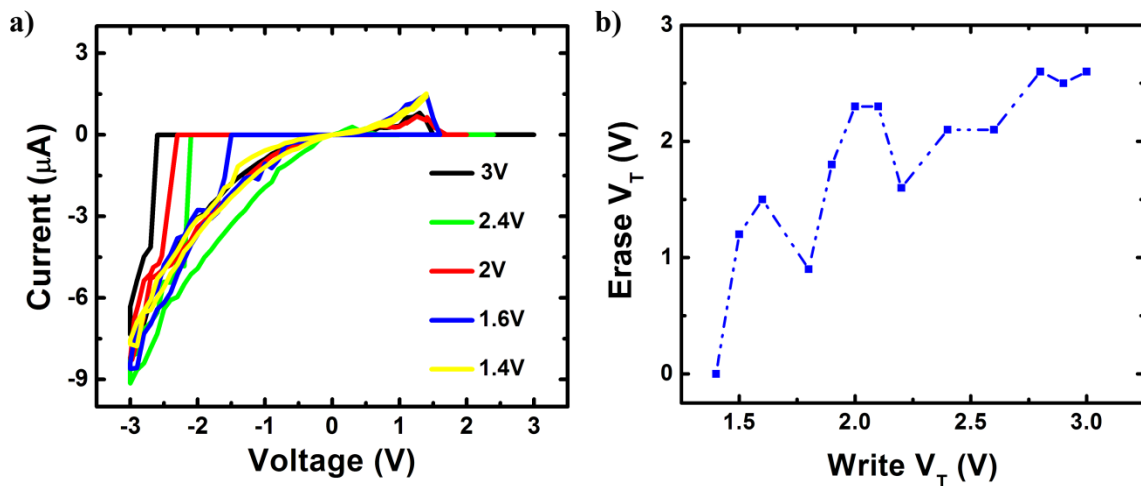 a)
Current (μA)
3
0
-3
-6
-9
3V
2.4V
2V
1.6V
1.4V
-3 -2 -1 0 1 2 3
Voltage (V)
b)
Erase V_T (V)
3
2
1
0
1.5 2.0 2.5 3.0
Write V_T (V)